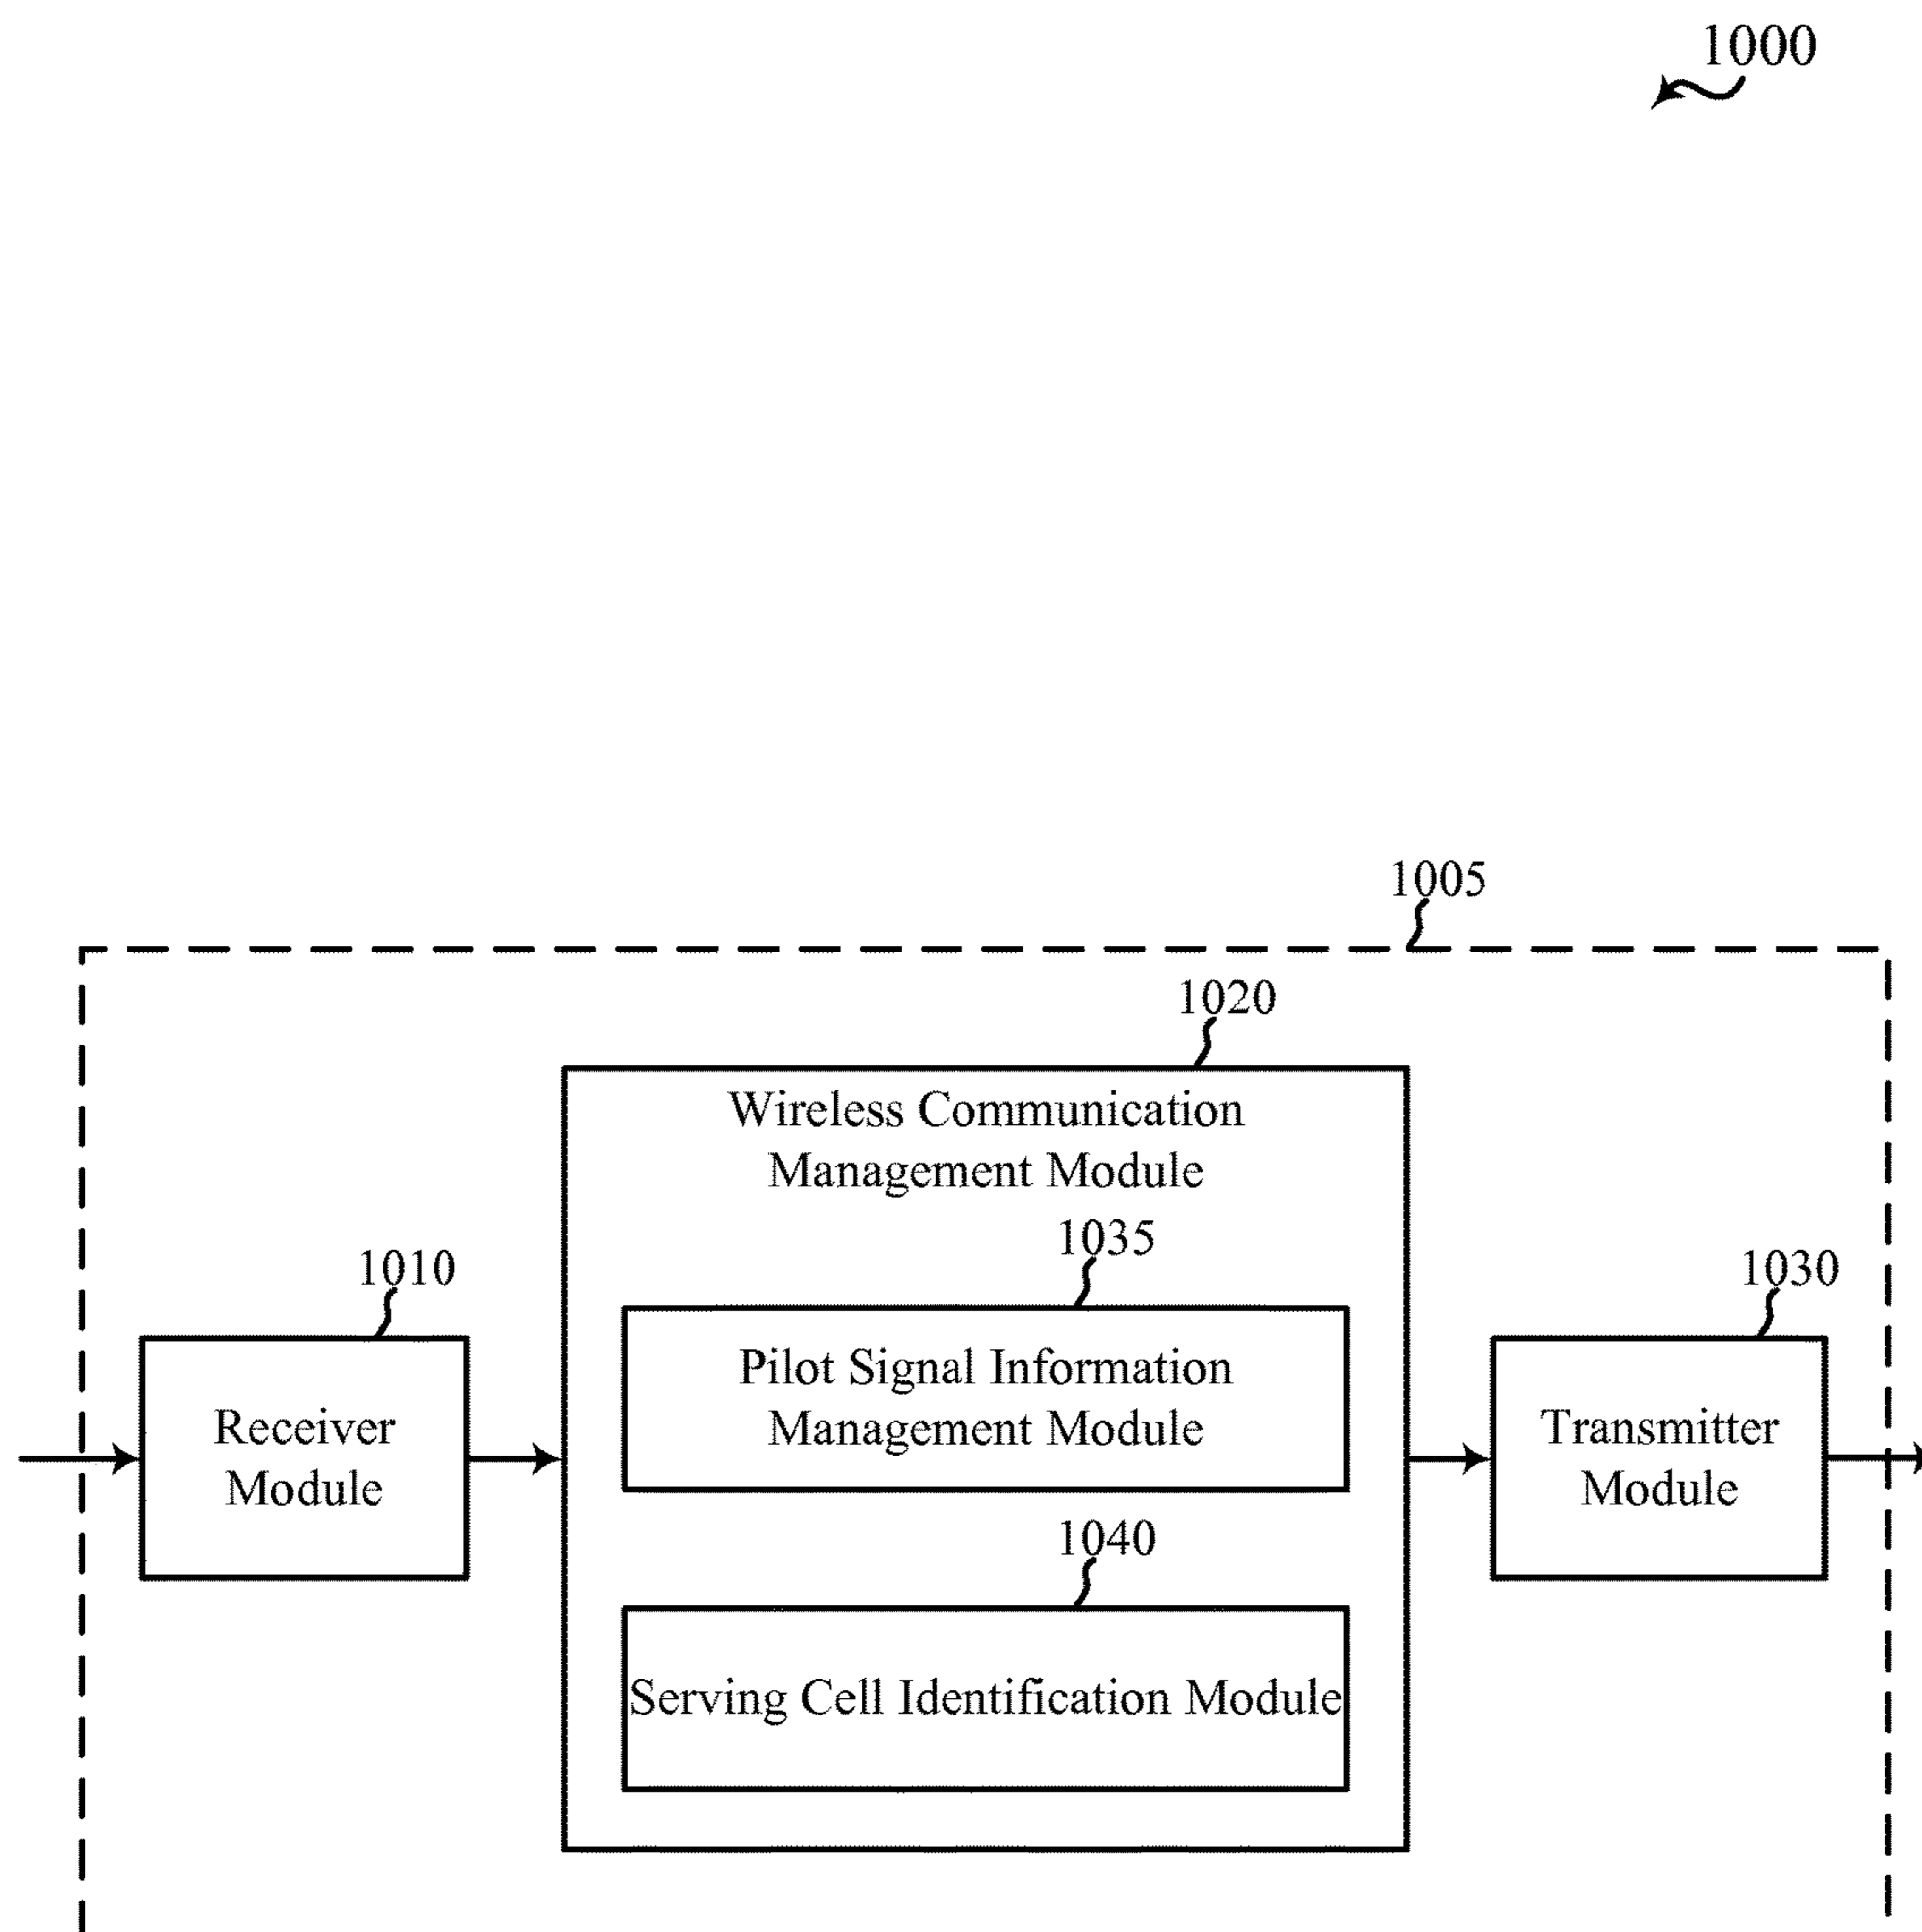 1000
1005
1020
Wireless Communication
Management Module
1035
1010
1030
Pilot Signal Information
Management Module
Receiver
Module
Transmitter
Module
1040
Serving Cell Identification Module